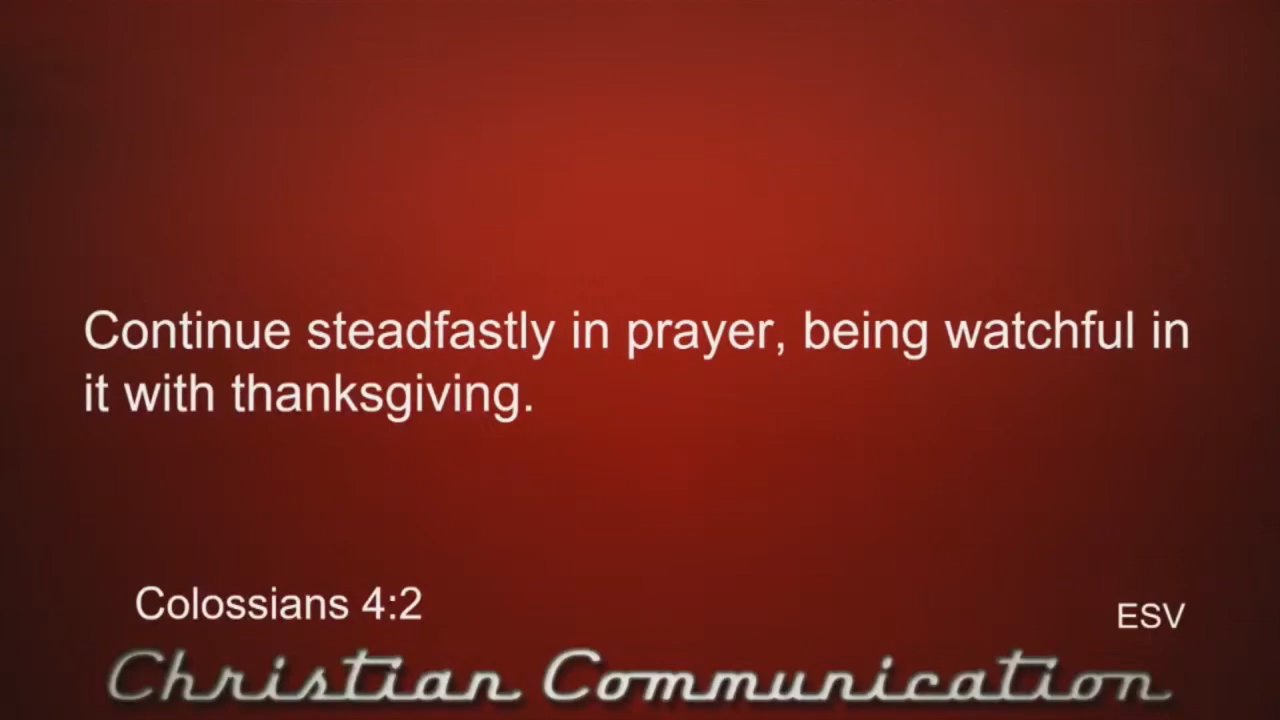 Continue steadfastly in prayer, being watchful in
it with thanksgiving.
Colossians 4:2
ESV
Christian Communication